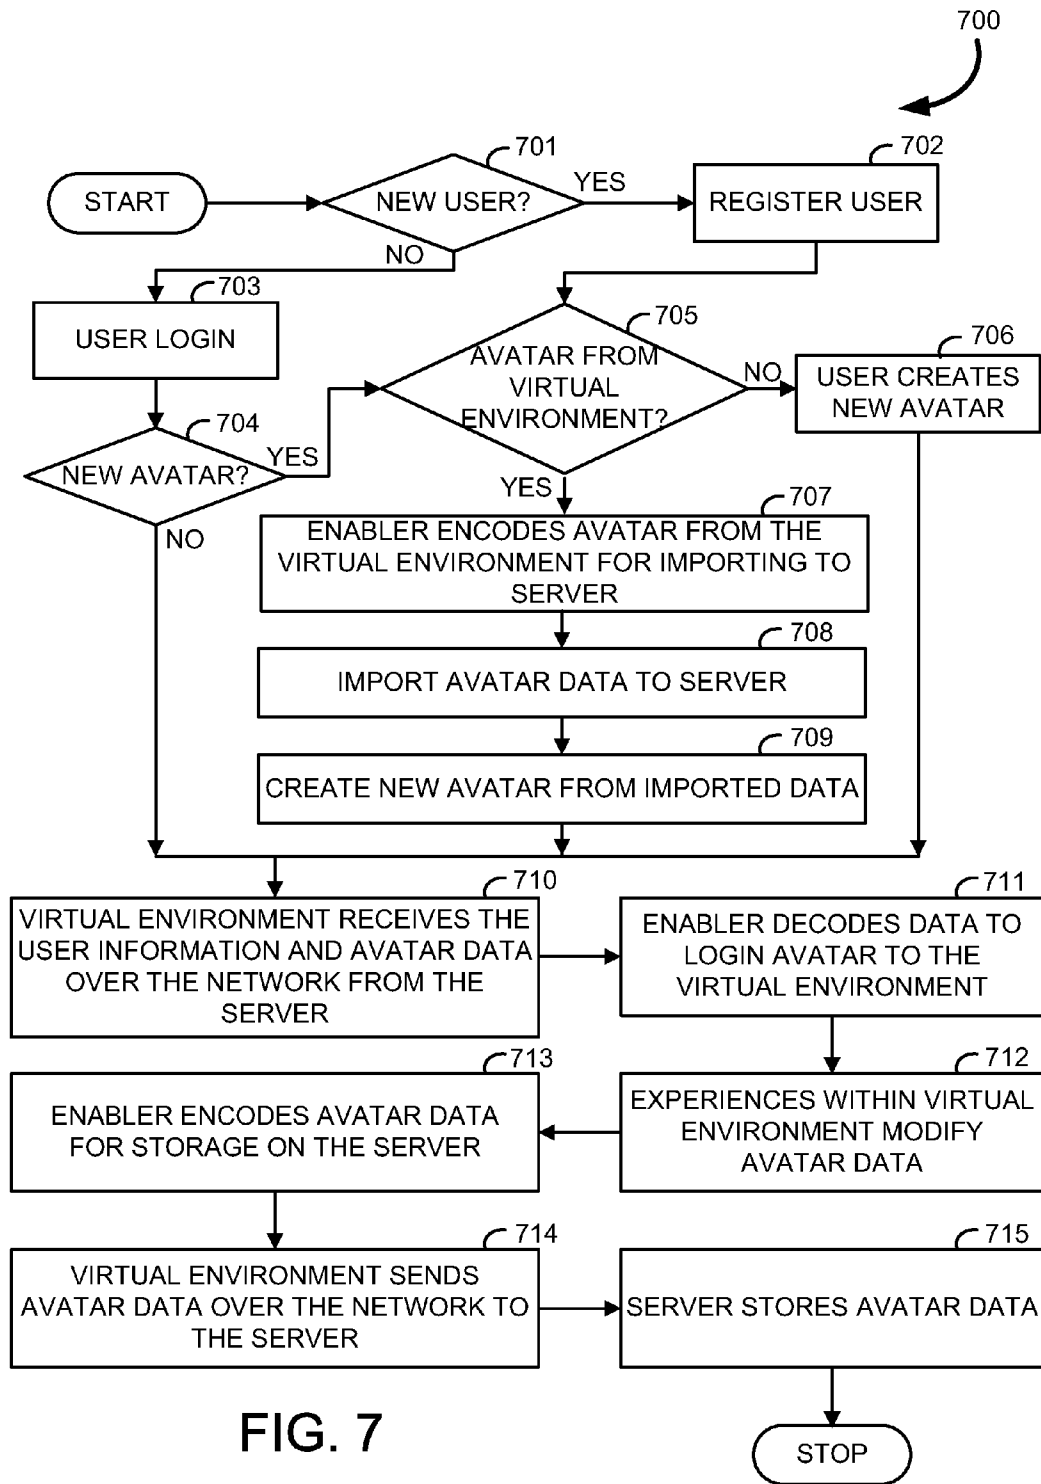 700
701
702
START
NEW USER?
YES
REGISTER USER
NO
703
USER LOGIN
705
AVATAR FROM
VIRTUAL
ENVIRONMENT?
NO
706
USER CREATES
NEW AVATAR
704
NEW AVATAR?
YES
NO
YES
707
ENABLER ENCODES AVATAR FROM THE
VIRTUAL ENVIRONMENT FOR IMPORTING TO
SERVER
708
IMPORT AVATAR DATA TO SERVER
709
CREATE NEW AVATAR FROM IMPORTED DATA
710
VIRTUAL ENVIRONMENT RECEIVES THE
USER INFORMATION AND AVATAR DATA
OVER THE NETWORK FROM THE
SERVER
711
ENABLER DECODES DATA TO
LOGIN AVATAR TO THE
VIRTUAL ENVIRONMENT
712
EXPERIENCES WITHIN VIRTUAL
ENVIRONMENT MODIFY
AVATAR DATA
713
ENABLER ENCODES AVATAR DATA
FOR STORAGE ON THE SERVER
714
VIRTUAL ENVIRONMENT SENDS
AVATAR DATA OVER THE NETWORK TO
THE SERVER
715
SERVER STORES AVATAR DATA
STOP
FIG. 7